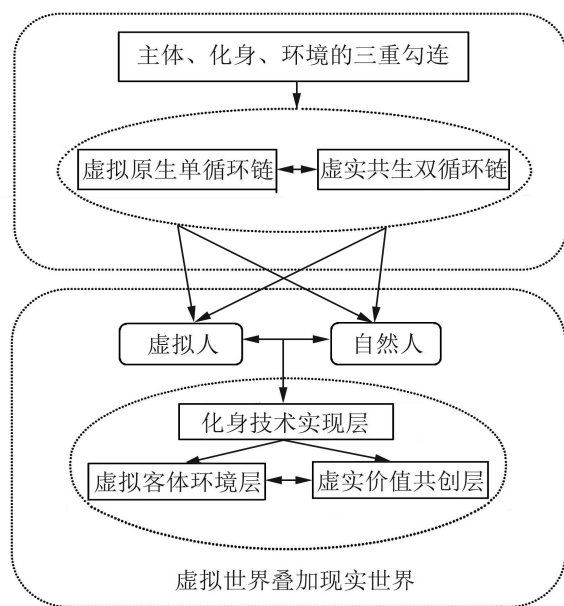 主体、化身、环境的三重勾连
虚拟原生单循环链
虚实共生双循环链
虚拟人
自然人
化身技术实现层
虚拟客体环境层
虚实价值共创层
虚拟世界叠加现实世界